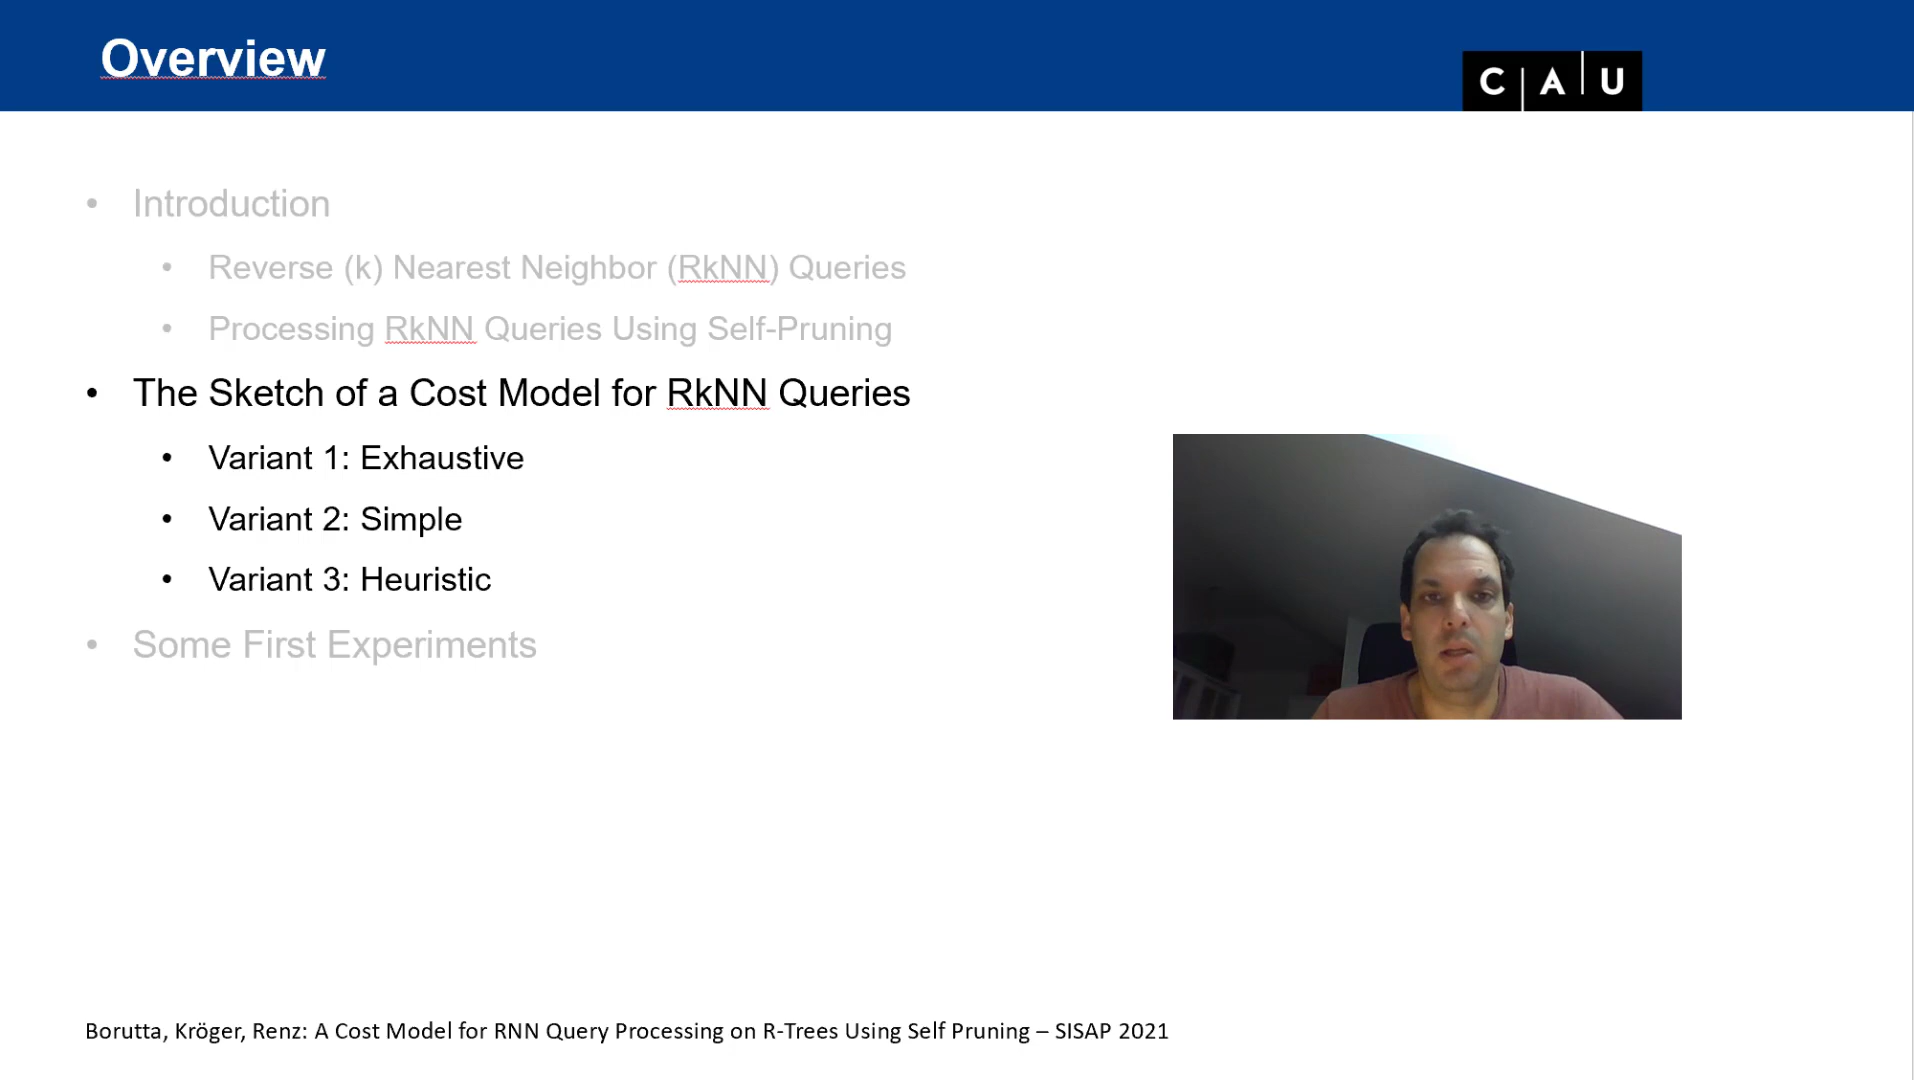 Overview
C A U
• Introduction
• Reverse (k) Nearest Neighbor (RkNN) Queries
• Processing RkNN Queries Using Self-Pruning
• The Sketch of a Cost Model for RkNN Queries
• Variant 1: Exhaustive
• Variant 2: Simple
• Variant 3: Heuristic
• Some First Experiments
Borutta, Kröger, Renz: A Cost Model for RNN Query Processing on R-Trees Using Self Pruning – SISAP 2021